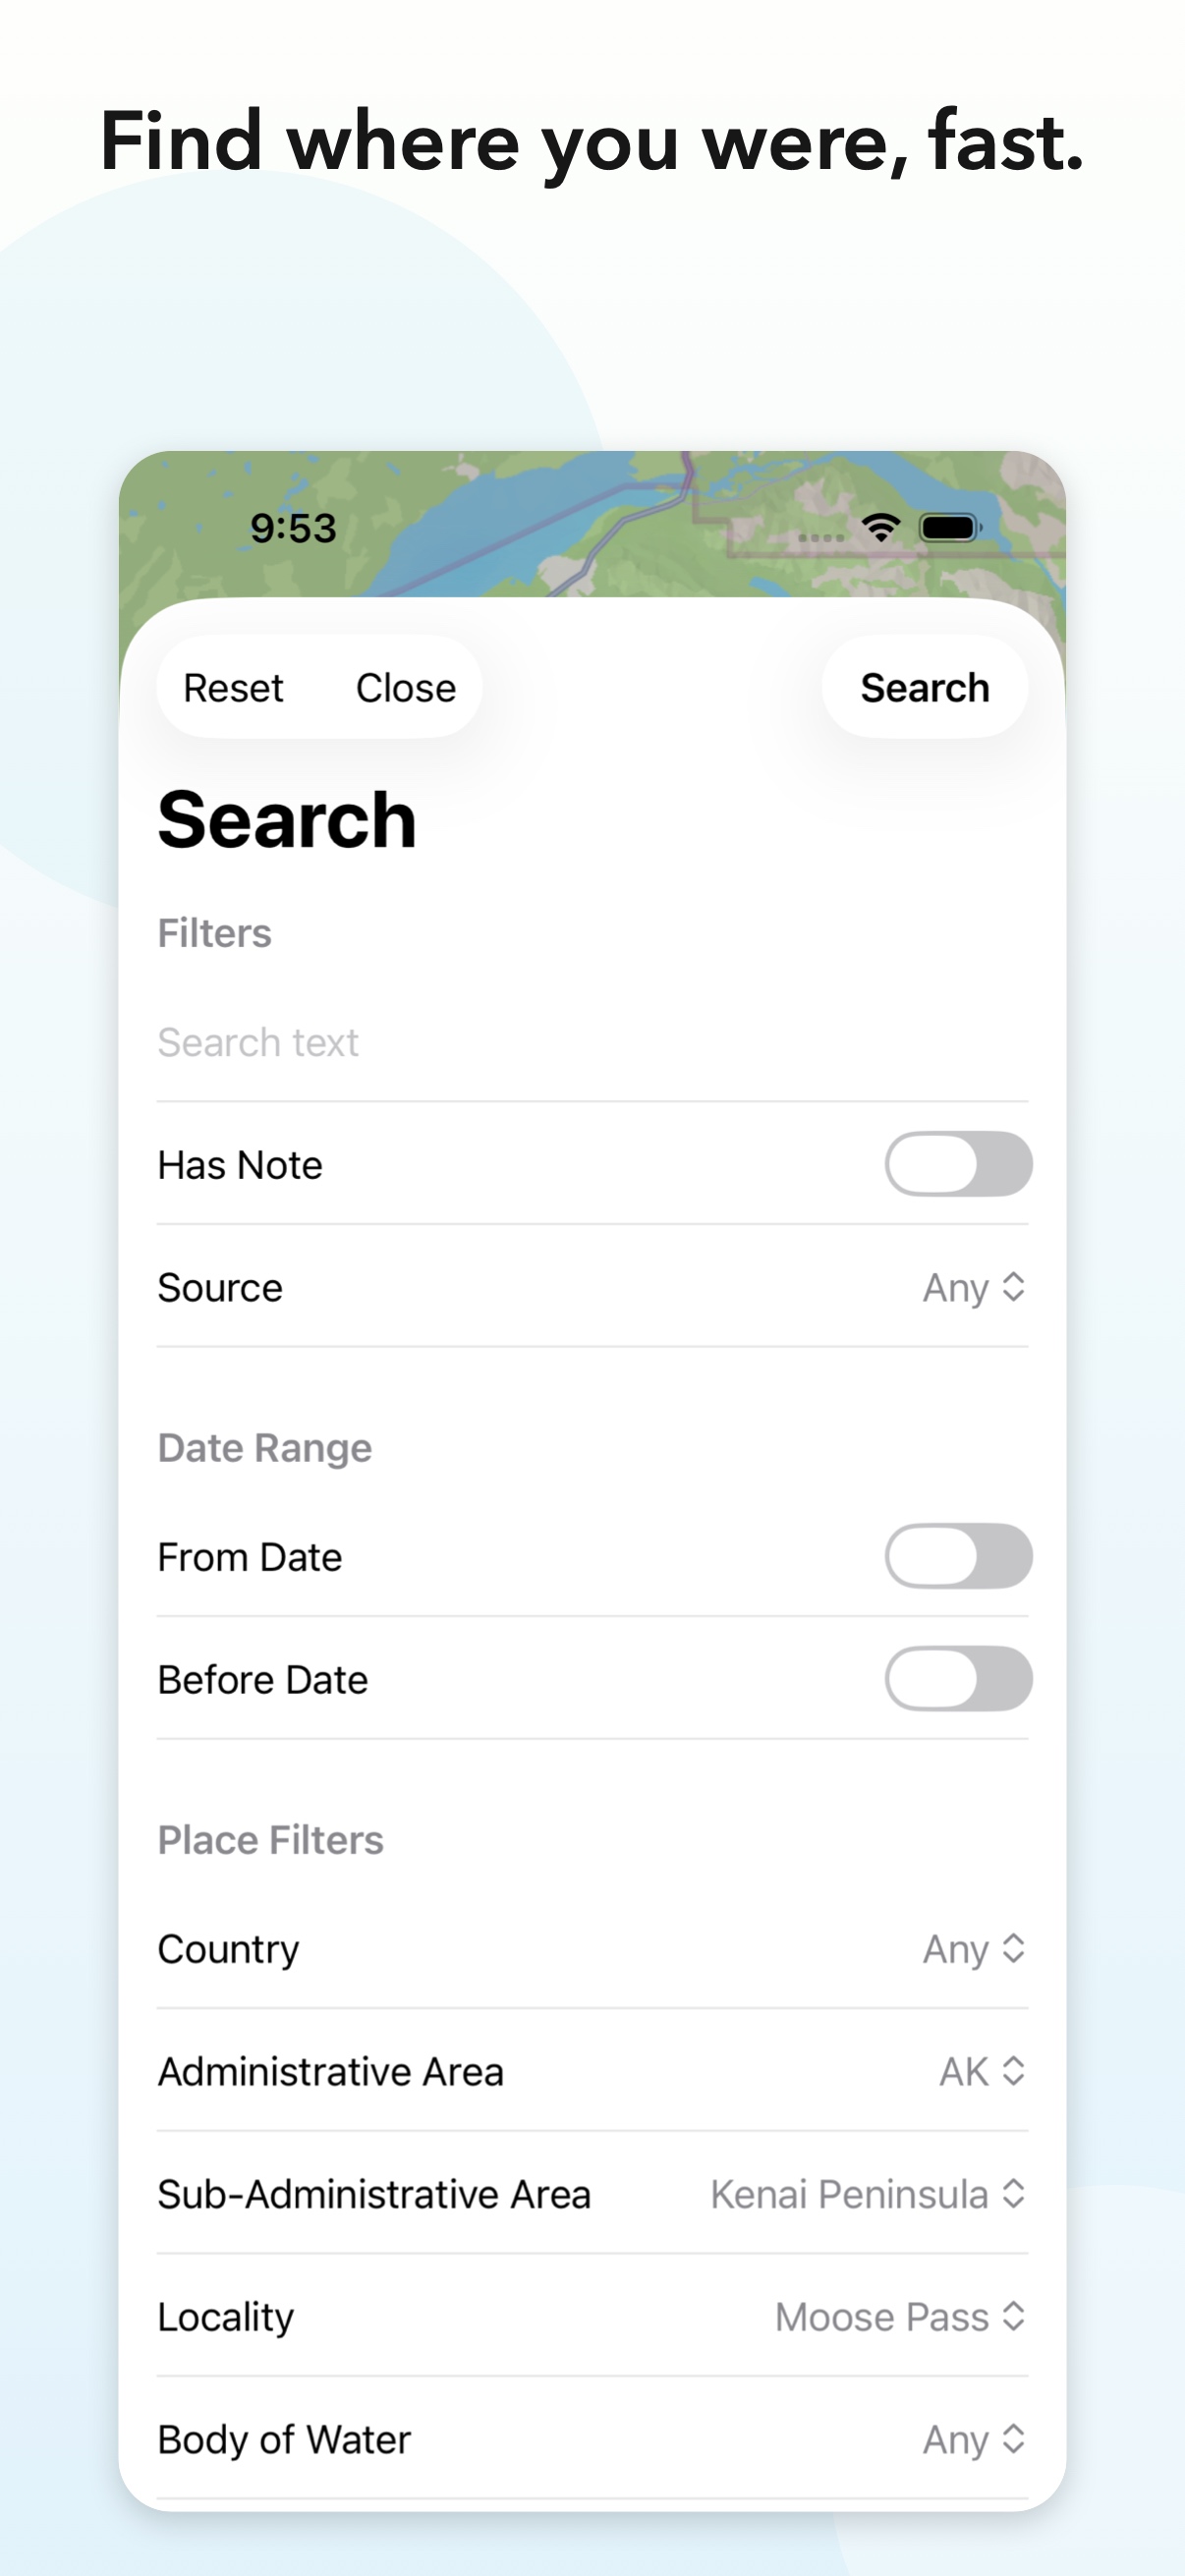 Find where you were, fast.
9:53
Reset Close Search
Search
Filters
Search text
Has Note
Source Any
Date Range
From Date
Before Date
Place Filters
Country Any
Administrative Area AK
Sub-Administrative Area Kenai Peninsula
Locality Moose Pass
Body of Water Any